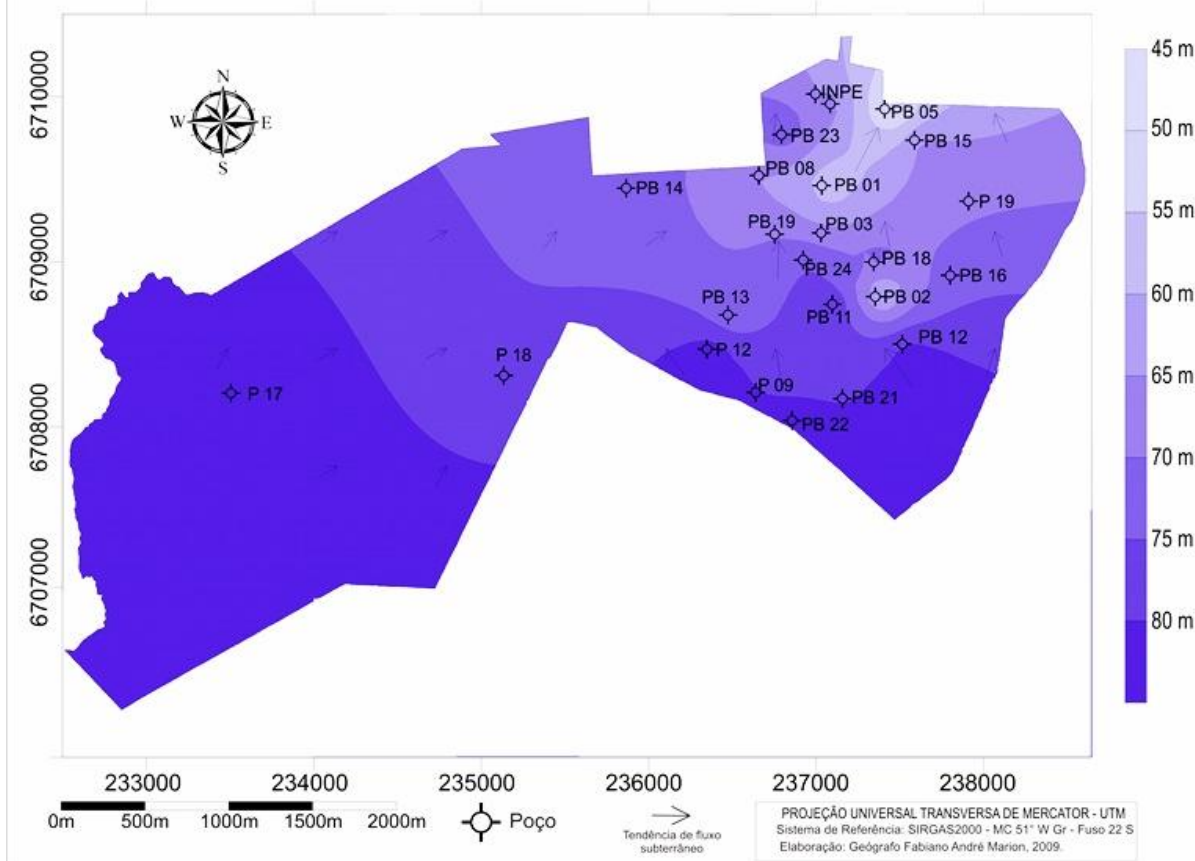 45 m
50 m
55 m
60 m
65 m
70 m
75 m
80 m
6710000
6709000
6708000
6707000
N
W
E
S
INPE
PB 05
PB 23
PB 15
PB 08
PB 01
PB 14
P 19
PB 19
PB 03
PB 18
PB 24
PB 16
PB 02
PB 13
PB 11
PB 12
P 12
P 18
P 17
P 09
PB 21
PB 22
233000
234000
235000
236000
237000
238000
0m
500m
1000m
1500m
2000m
Poço
Tendência de fluxo
subterrâneo
PROJEÇÃO UNIVERSAL TRANSVERSA DE MERCATOR - UTM
Sistema de Referência: SIRGAS2000 - MC 51° W Gr - Fuso 22 S
Elaboração: Geógrafo Fabiano André Marion, 2009.